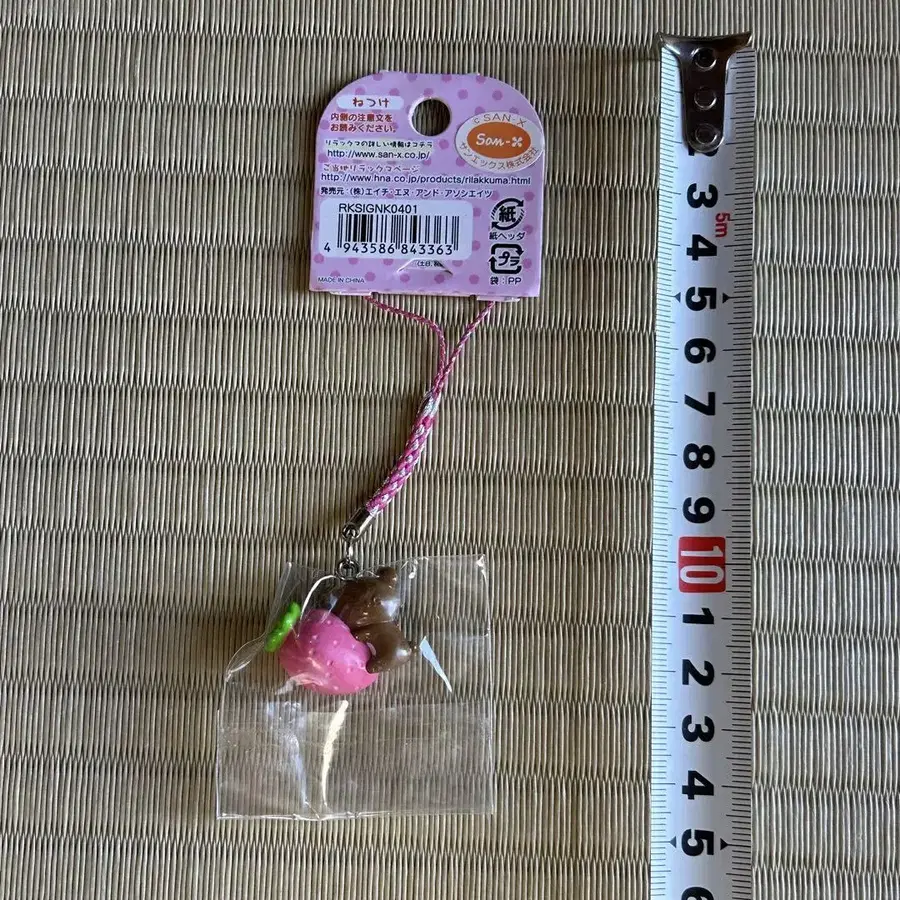 ねつけ
内側の注意文を
お読みください。
リラックマの詳しい情報はコチラ
http://www.san-x.co.jp/
ご当地リラックマページ
http://www.hna.co.jp/products/rilakkuma.html
発売元:(株)エイチ・エヌ・アンド・アソシエイツ
©SAN-X
San-X
サンエックス株式会社
RKSIGNK0401
4 943586 843363
紙
紙ヘッダ
プラ
袋:PP
MADE IN CHINA
2
3
5m
4
5
6
7
8
9
10
1
2
3
4
5
6